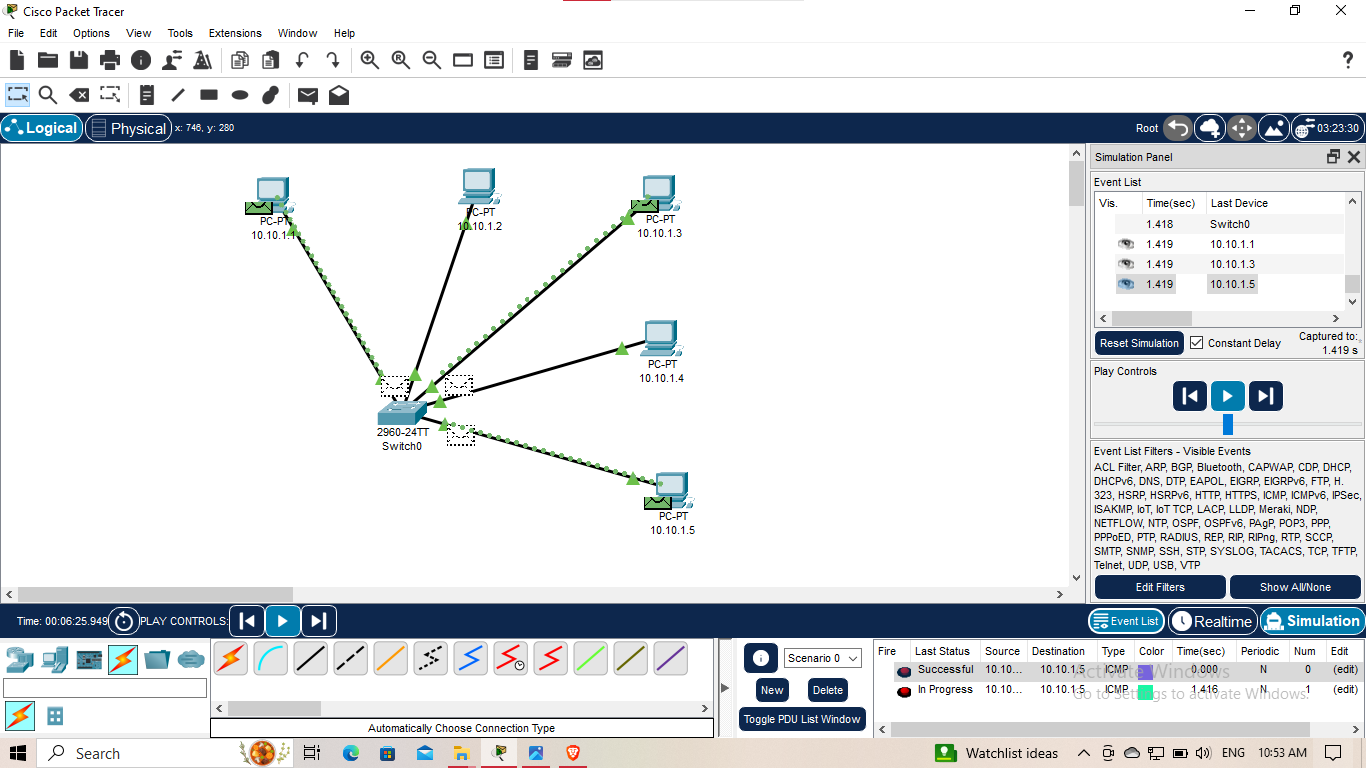 Cisco Packet Tracer
File Edit Options View Tools Extensions Window Help
?
Logical Physical x: 746, y: 280 Root 03:23:30
PC-PT
10.10.1.1
PC-PT
10.10.1.2
PC-PT
10.10.1.3
PC-PT
10.10.1.4
2960-24TT
Switch0
PC-PT
10.10.1.5
Simulation Panel
Event List
Vis. Time(sec) Last Device
1.418 Switch0
1.419 10.10.1.1
1.419 10.10.1.3
1.419 10.10.1.5
Reset Simulation Constant Delay Captured to:
1.419 s
Play Controls
Event List Filters - Visible Events
ACL Filter, ARP, BGP, Bluetooth, CAPWAP, CDP, DHCP,
DHCPv6, DNS, DTP, EAPOL, EIGRP, EIGRPv6, FTP, H.
323, HSRP, HSRPv6, HTTP, HTTPS, ICMP, ICMPv6, IPSec,
ISAKMP, IoT, IoT TCP, LACP, LLDP, Meraki, NDP,
NETFLOW, NTP, OSPF, OSPFv6, PAgP, POP3, PPP,
PPPoED, PTP, RADIUS, REP, RIP, RIPng, RTP, SCCP,
SMTP, SNMP, SSH, STP, SYSLOG, TACACS, TCP, TFTP,
Telnet, UDP, USB, VTP
Edit Filters Show All/None
Time: 00:06:25.949 PLAY CONTROLS: Event List Realtime Simulation
Scenario 0
New Delete
Toggle PDU List Window
Automatically Choose Connection Type
Fire Last Status Source Destination Type Color Time(sec) Periodic Num Edit
Successful 10.10... 10.10.1.5 ICMP 0.000 N 0 (edit)
In Progress 10.10... 10.10.1.5 ICMP 1.416 N 1 (edit)
Activate Windows
Go to Settings to activate Windows.
Search Watchlist ideas ENG 10:53 AM